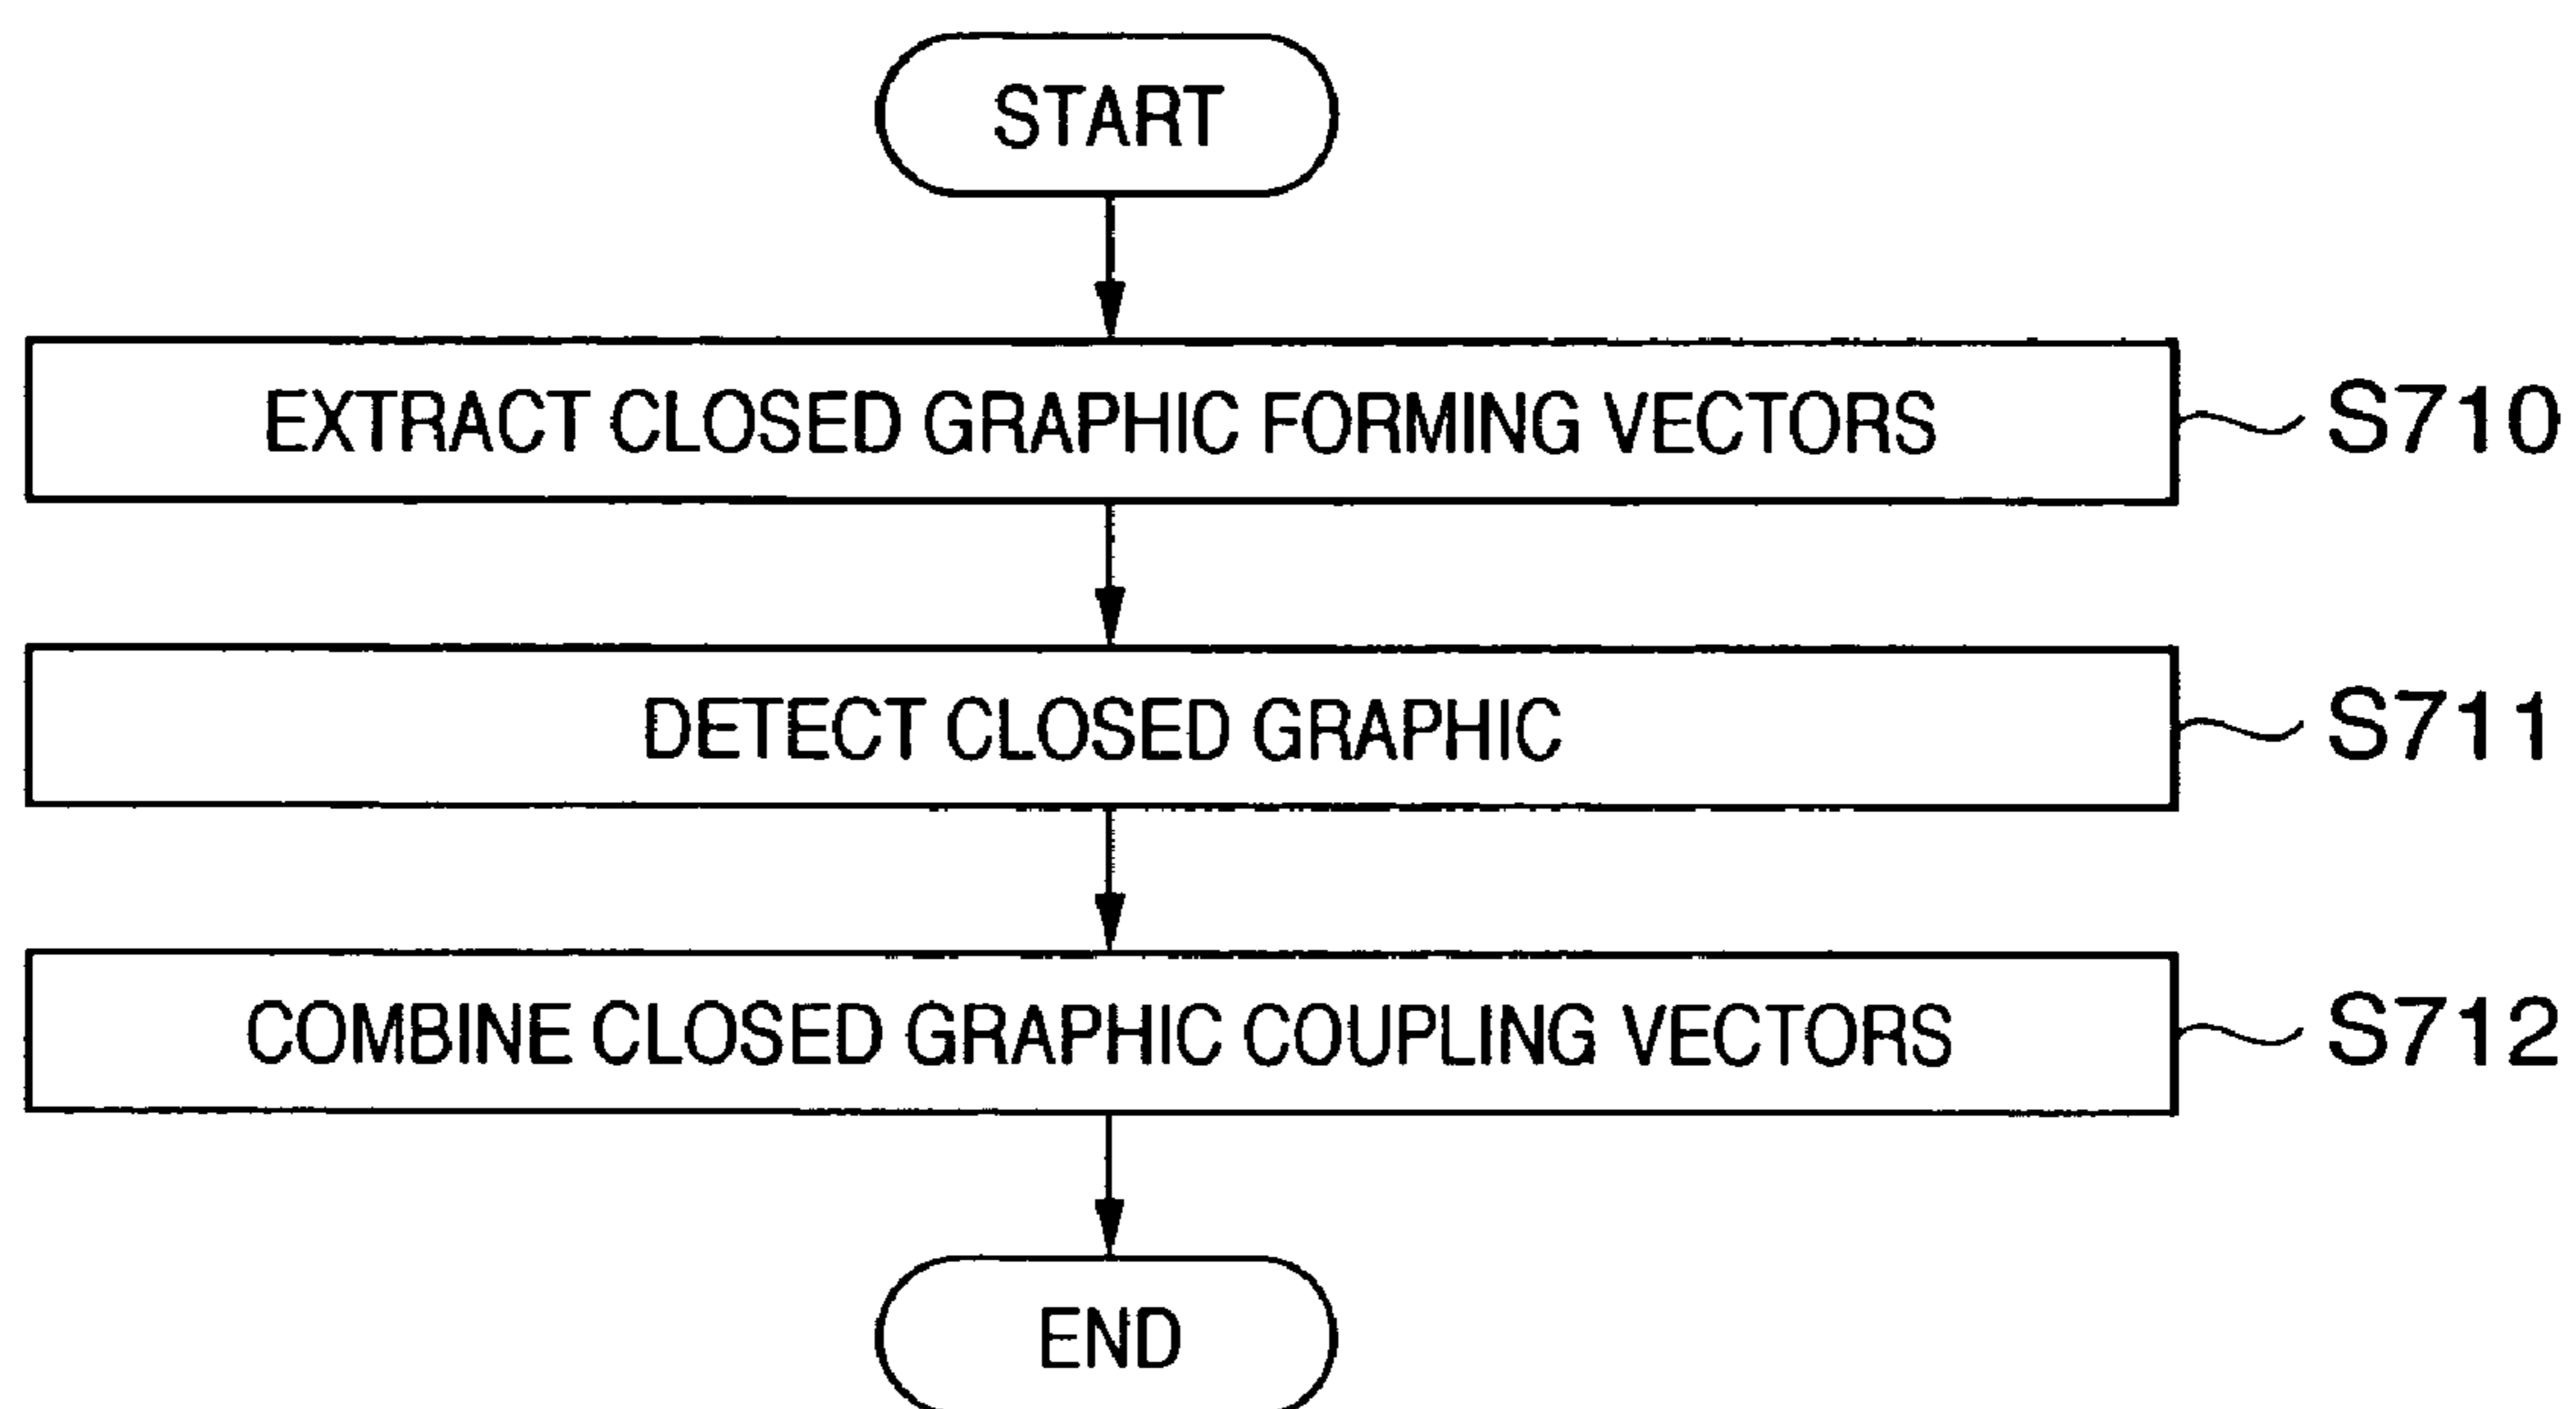 START
EXTRACT CLOSED GRAPHIC FORMING VECTORS
S710
DETECT CLOSED GRAPHIC
S711
COMBINE CLOSED GRAPHIC COUPLING VECTORS
S712
END